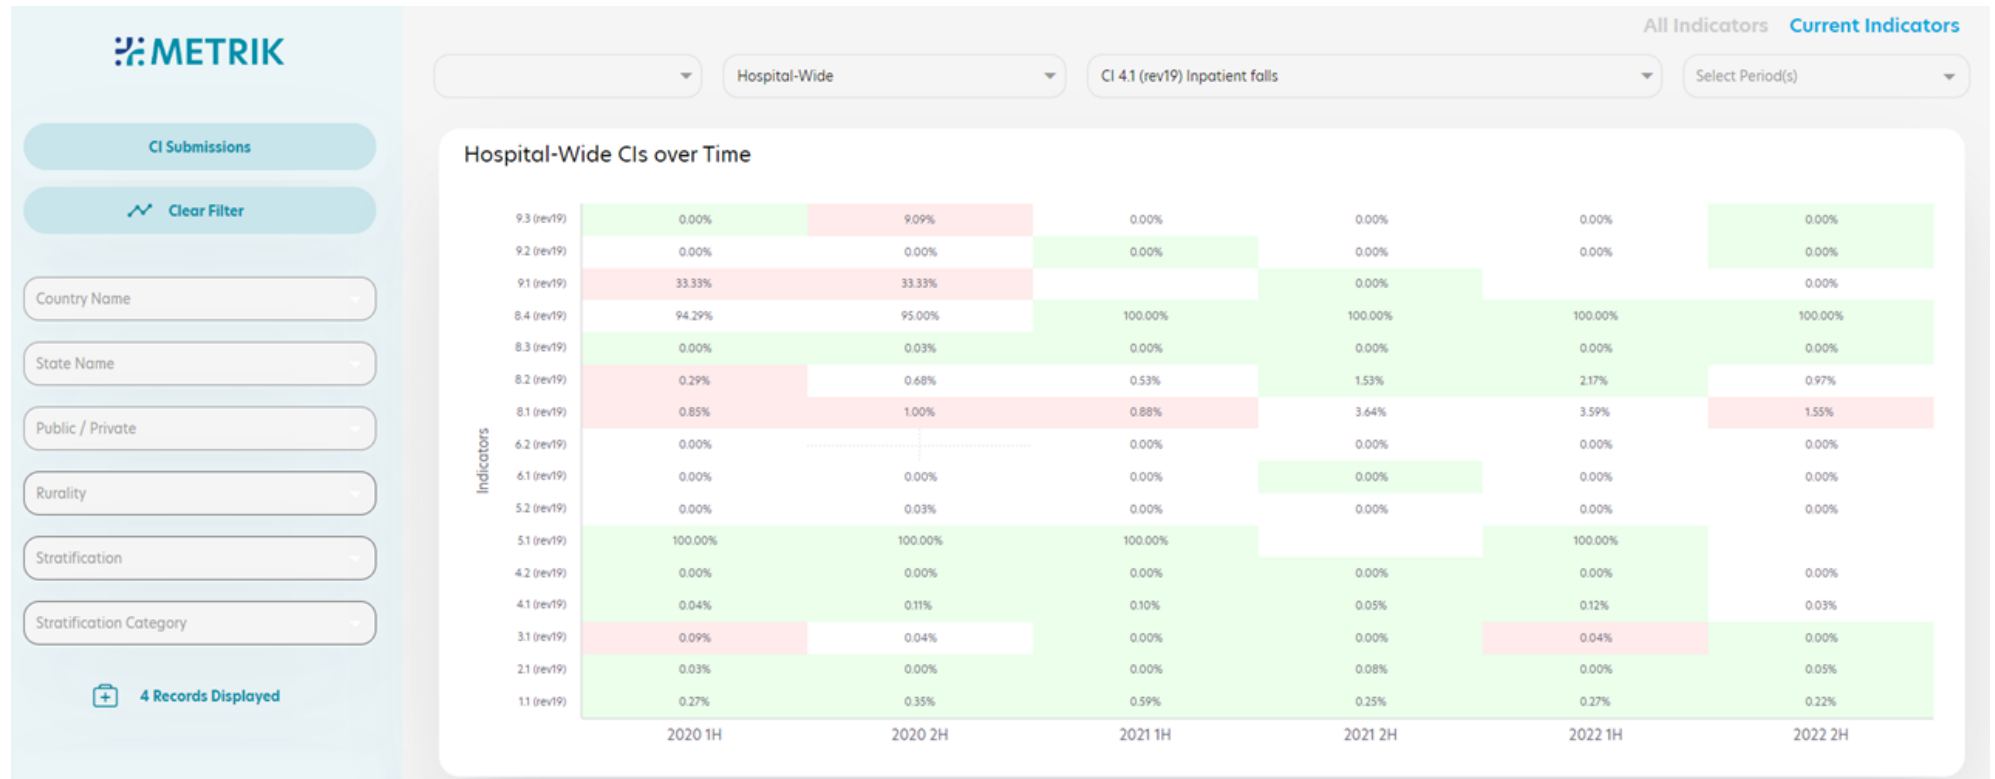 METRIK
All Indicators Current Indicators
Hospital-Wide CI 4.1 (rev19) Inpatient falls Select Period(s)
CI Submissions
Clear Filter
Country Name
State Name
Public / Private
Rurality
Stratification
Stratification Category
4 Records Displayed
Hospital-Wide CIs over Time
Indicators
9.3 (rev19) 0.00% 9.09% 0.00% 0.00% 0.00% 0.00%
9.2 (rev19) 0.00% 0.00% 0.00% 0.00% 0.00% 0.00%
9.1 (rev19) 33.33% 33.33% 0.00% 0.00%
8.4 (rev19) 94.29% 95.00% 100.00% 100.00% 100.00% 100.00%
8.3 (rev19) 0.00% 0.03% 0.00% 0.00% 0.00% 0.00%
8.2 (rev19) 0.29% 0.68% 0.53% 1.53% 2.17% 0.97%
8.1 (rev19) 0.85% 1.00% 0.88% 3.64% 3.59% 1.55%
6.2 (rev19) 0.00% 0.00% 0.00% 0.00% 0.00%
6.1 (rev19) 0.00% 0.00% 0.00% 0.00% 0.00% 0.00%
5.2 (rev19) 0.00% 0.03% 0.00% 0.00% 0.00% 0.00%
5.1 (rev19) 100.00% 100.00% 100.00% 100.00%
4.2 (rev19) 0.00% 0.00% 0.00% 0.00% 0.00% 0.00%
4.1 (rev19) 0.04% 0.11% 0.10% 0.05% 0.12% 0.03%
3.1 (rev19) 0.09% 0.04% 0.00% 0.00% 0.04% 0.00%
2.1 (rev19) 0.03% 0.00% 0.00% 0.08% 0.00% 0.05%
1.1 (rev19) 0.27% 0.35% 0.59% 0.25% 0.27% 0.22%
2020 1H 2020 2H 2021 1H 2021 2H 2022 1H 2022 2H